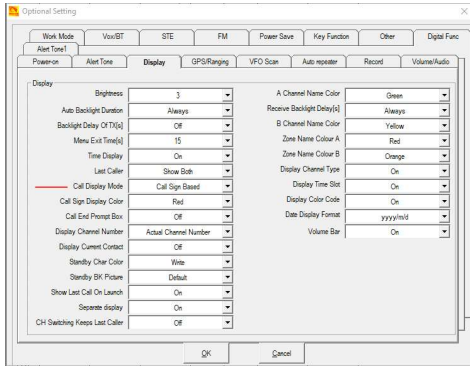 Optional Setting
Work Mode Vox/BT STE FM Power Save Key Function Other Digital Func
Alert Tone1
Power-on Alert Tone Display GPS/Ranging VFO Scan Auto repeater Record Volume/Audio
Display
Brightness 3
Auto Backlight Duration Always
Backlight Delay Of TX[s] Off
Menu Exit Time[s] 15
Time Display On
Last Caller Show Both
Call Display Mode Call Sign Based
Call Sign Display Color Red
Call End Prompt Box Off
Display Channel Number Actual Channel Number
Display Current Contact Off
Standby Char Color Write
Standby BK Picture Default
Show Last Call On Launch On
Separate display On
CH Switching Keeps Last Caller Off
A Channel Name Color Green
Receive Backlight Delay[s] Always
B Channel Name Color Yellow
Zone Name Colour A Red
Zone Name Colour B Orange
Display Channel Type On
Display Time Slot On
Display Color Code On
Date Display Format yyyy/m/d
Volume Bar On
OK Cancel